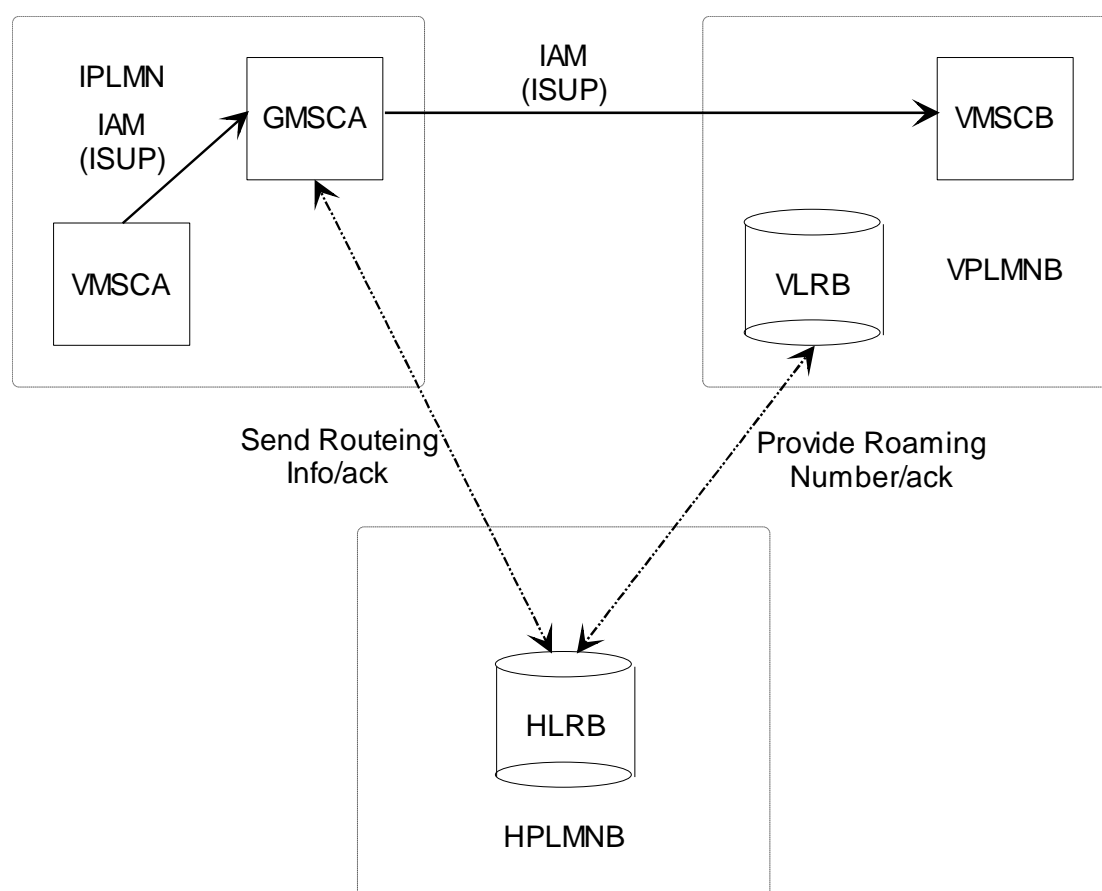 IPLMN
IAM
(ISUP)
GMSCA
VMSCA
IAM
(ISUP)
VMSCB
VLRB
VPLMNB
Send Routeing
Info/ack
Provide Roaming
Number/ack
HLRB
HPLMNB